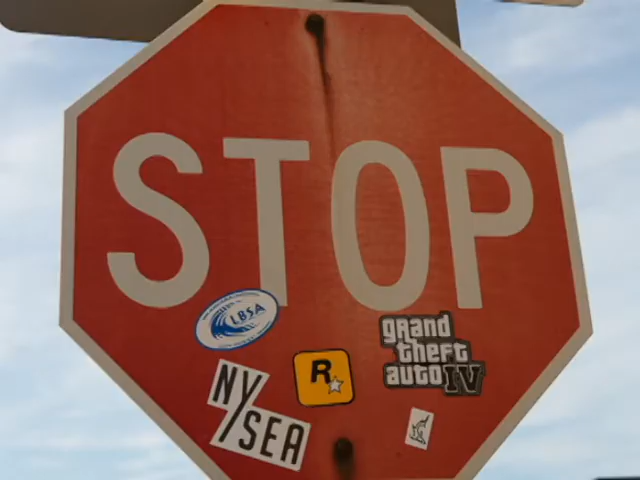 STOP
LBSA
grand
theft
auto IV
R
NY/SEA